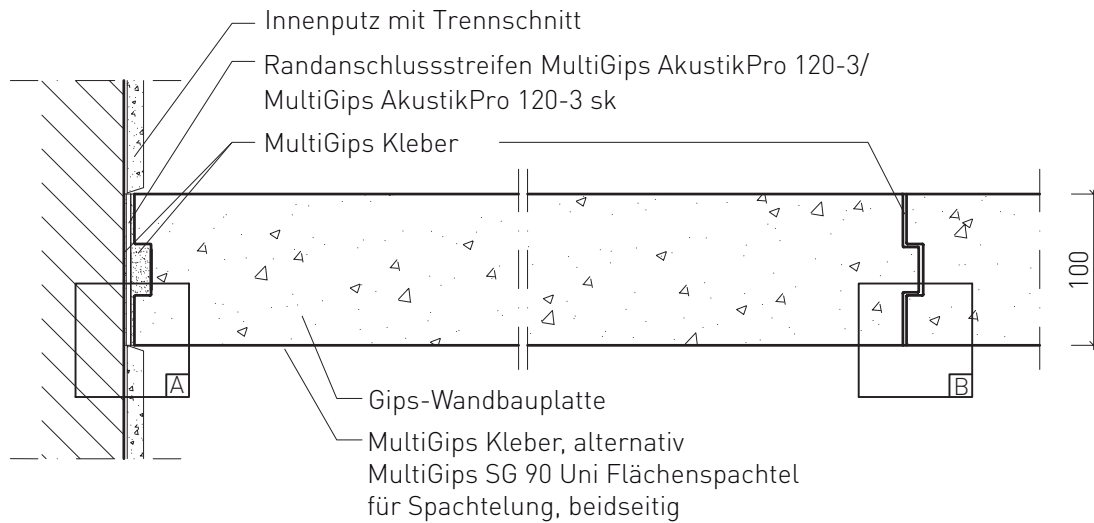 Innenputz mit Trennschnitt
Randanschlussstreifen MultiGips AkustikPro 120-3/
MultiGips AkustikPro 120-3 sk
MultiGips Kleber
100
A
B
Gips-Wandbauplatte
MultiGips Kleber, alternativ
MultiGips SG 90 Uni Flächenspachtel
für Spachtelung, beidseitig